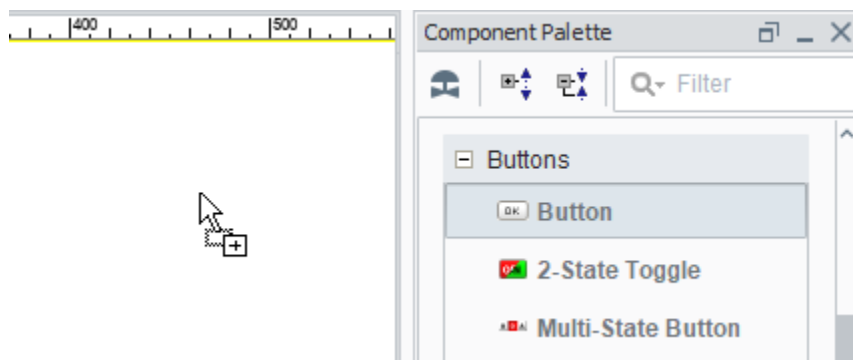 400 500
Component Palette
Filter
Buttons
OK Button
2-State Toggle
Multi-State Button